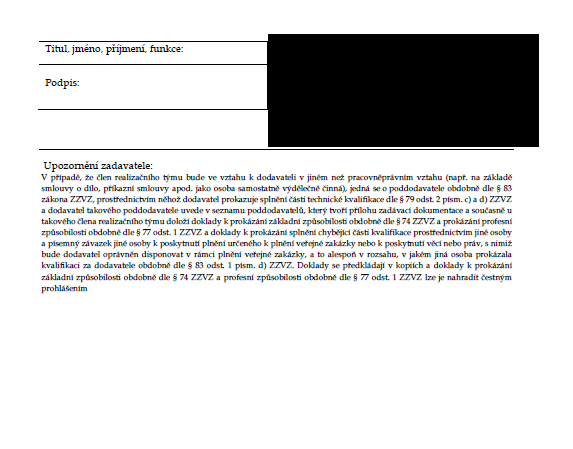 Titul, jméno, příjmení, funkce:
Podpis:
Upozornění zadavatele:
V případě, že člen realizačního týmu bude ve vztahu k dodavateli v jiném než pracovněprávním vztahu (např. na základě
smlouvy o dílo, příkazní smlouvy apod. jako osoba samostatně výdělečně činná), jedná se o poddodavatele obdobně dle § 83
zákona ZZVZ, prostřednictvím něhož dodavatel prokazuje splnění části technické kvalifikace dle § 79 odst. 2 písm. c) a d) ZZVZ
a dodavatel takového poddodavatele uvede v seznamu poddodavatelů, který tvoří přílohu zadávací dokumentace a současně u
takového člena realizačního týmu doloží doklady k prokázání základní způsobilosti obdobně dle § 74 ZZVZ a prokázání profesní
způsobilosti obdobně dle § 77 odst. 1 ZZVZ a doklady k prokázání splnění chybějící části kvalifikace prostřednictvím jiné osoby
a písemný závazek jiné osoby k poskytnutí plnění určeného k plnění veřejné zakázky nebo k poskytnutí věcí nebo práv, s nimiž
bude dodavatel oprávněn disponovat v rámci plnění veřejné zakázky, a to alespoň v rozsahu, v jakém jiná osoba prokázala
kvalifikaci za dodavatele obdobně dle § 83 odst. 1 písm. d) ZZVZ. Doklady se předkládají v kopiích a doklady k prokázání
základní způsobilosti obdobně dle § 74 ZZVZ a profesní způsobilosti obdobně dle § 77 odst. 1 ZZVZ lze je nahradit čestným
prohlášením